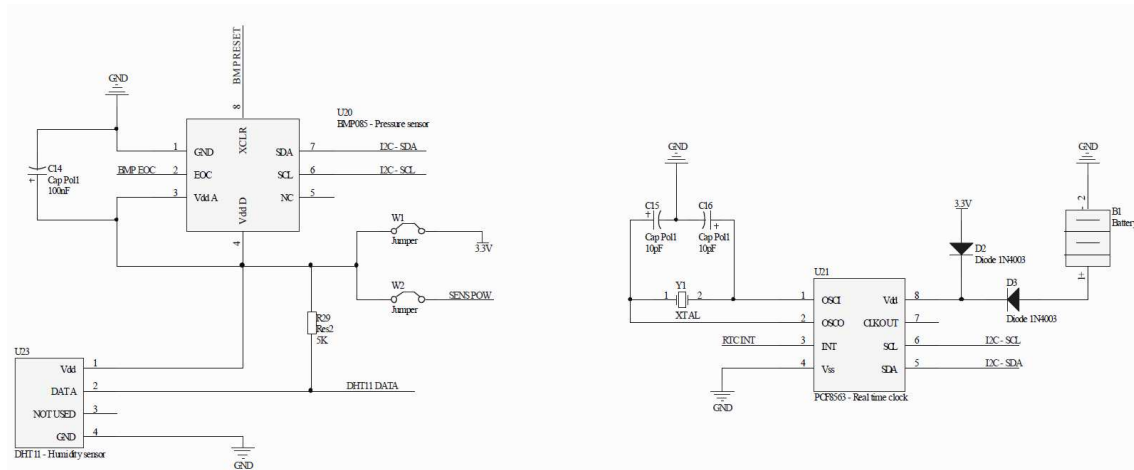 GND
BMPRESET
8
U20
BMP085 - Pressure sensor
1
GND
XCLR
SDA
7
I2C - SDA
C14
Cap Pol1
100nF
+
BMP EOC
2
EOC
SCL
6
I2C - SCL
3
Vdd A
Vdd D
NC
5
4
W1
Jumper
3.3V
W2
Jumper
SENS POW
R29
Res2
5K
U23
Vdd
1
DATA
2
DHT11 DATA
NOT USED
3
GND
4
DHT11 - Humidity sensor
GND
GND
GND
C15
+
Cap Pol1
10pF
C16
+
Cap Pol1
10pF
3.3V
- 2
B1
Battery
1+
D2
Diode 1N4003
U21
1
Y1
2
XTAL
1
OSCI
Vdd
8
D3
Diode 1N4003
2
OSCO
CLKOUT
7
RTC INT
3
INT
SCL
6
I2C - SCL
4
Vss
SDA
5
I2C - SDA
GND
PCF8563 - Real time clock